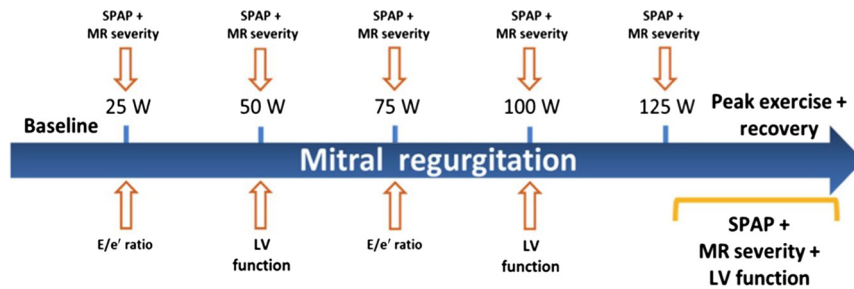 SPAP +
MR severity
SPAP +
MR severity
SPAP +
MR severity
SPAP +
MR severity
SPAP +
MR severity
Baseline
25 W
50 W
75 W
100 W
125 W
Peak exercise +
recovery
Mitral regurgitation
E/e′ ratio
LV
function
E/e′ ratio
LV
function
SPAP +
MR severity +
LV function